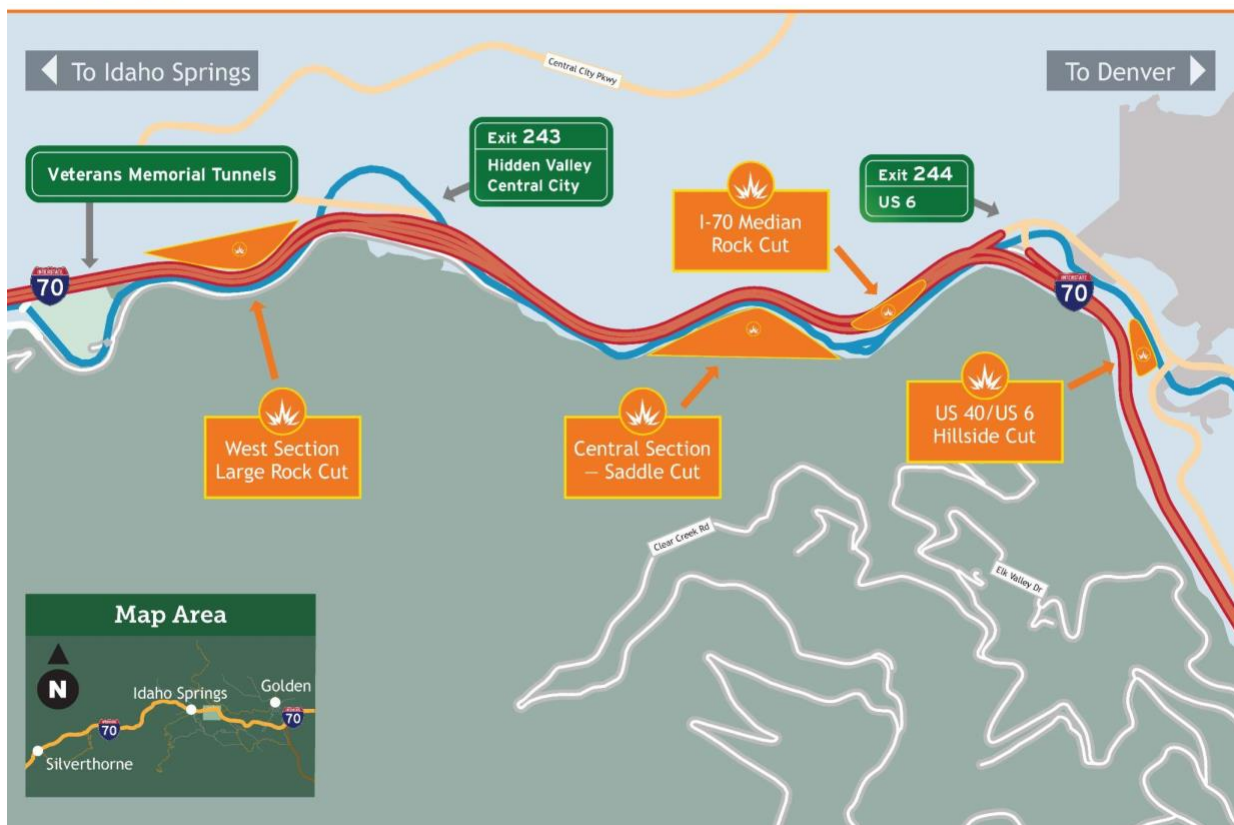 To Idaho Springs
Central City Pkwy
To Denver
Veterans Memorial Tunnels
Exit 243
Hidden Valley
Central City
I-70 Median
Rock Cut
Exit 244
US 6
INTERSTATE
70
INTERSTATE
70
West Section
Large Rock Cut
Central Section
— Saddle Cut
US 40/US 6
Hillside Cut
Clear Creek Rd
Elk Valley Dr
Map Area
N
Idaho Springs
Golden
70
70
Silverthorne